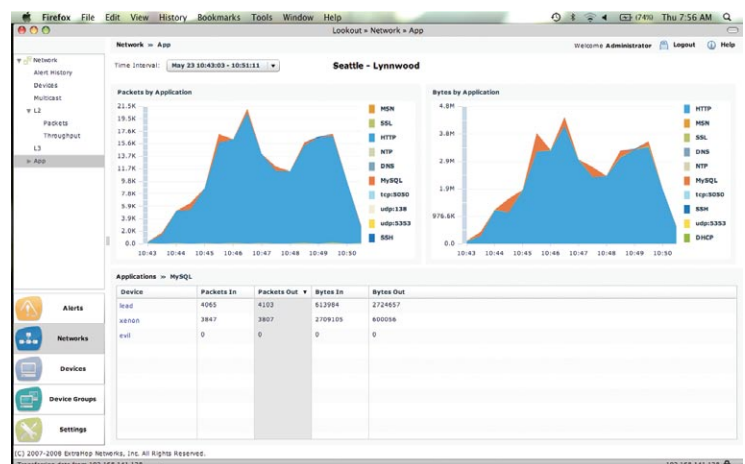 Firefox File Edit View History Bookmarks Tools Window Help (74%) Thu 7:56 AM
Lookout » Network » App
Network » App Welcome Administrator Logout Help
Network
Alert History
Devices
Multicast
L2
Packets
Throughput
L3
App
Time Interval: May 23 10:43:03 - 10:51:11
Seattle - Lynnwood
Packets by Application
21.5K
19.5K
17.6K
15.6K
13.7K
11.7K
9.8K
7.8K
5.9K
3.9K
2.0K
0.0
10:43 10:44 10:45 10:46 10:47 10:48 10:49 10:50
MSN
SSL
HTTP
NTP
DNS
MySQL
tcp:5050
udp:138
udp:5353
SSH
Bytes by Application
4.8M
3.8M
2.9M
1.9M
976.6K
0.0
10:43 10:44 10:45 10:46 10:47 10:48 10:49 10:50
HTTP
MSN
SSL
DNS
NTP
MySQL
tcp:5050
SSH
udp:5353
DHCP
Applications » MySQL
Device Packets In Packets Out Bytes In Bytes Out
lead 4065 4103 613984 2724657
xenon 3847 3807 2709105 600056
evil 0 0 0 0
Alerts
Networks
Devices
Device Groups
Settings
(C) 2007-2008 ExtraHop Networks, Inc. All Rights Reserved.